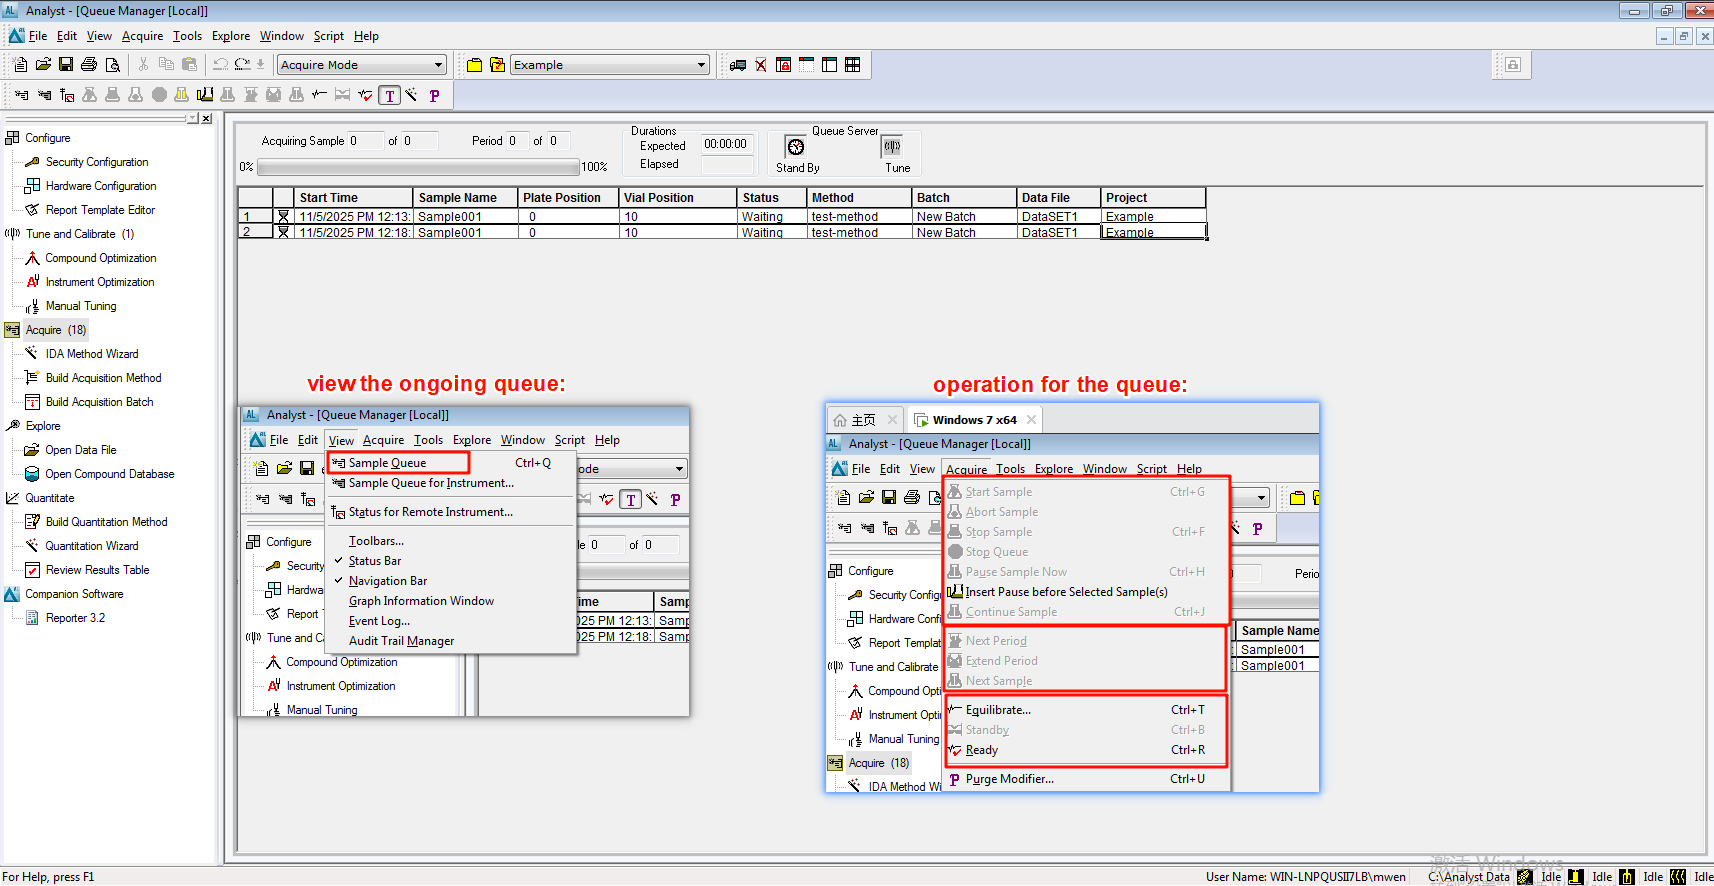 Analyst - [Queue Manager [Local]]
File Edit View Acquire Tools Explore Window Script Help
Acquire Mode
Example
Configure
Security Configuration
Hardware Configuration
Report Template Editor
Tune and Calibrate (1)
Compound Optimization
Instrument Optimization
Manual Tuning
Acquire (18)
IDA Method Wizard
Build Acquisition Method
Build Acquisition Batch
Explore
Open Data File
Open Compound Database
Quantitate
Build Quantitation Method
Quantitation Wizard
Review Results Table
Companion Software
Reporter 3.2
Acquiring Sample 0 of 0 Period 0 of 0
0% 100%
Durations
Expected 00:00:00
Elapsed
Queue Server
Stand By Tune
Start Time Sample Name Plate Position Vial Position Status Method Batch Data File Project
1 11/5/2025 PM 12:13: Sample001 0 10 Waiting test-method New Batch DataSET1 Example
2 11/5/2025 PM 12:18: Sample001 0 10 Waiting test-method New Batch DataSET1 Example
view the ongoing queue:
Analyst - [Queue Manager [Local]]
File Edit View Acquire Tools Explore Window Script Help
Sample Queue Ctrl+Q
Sample Queue for Instrument...
Status for Remote Instrument...
Toolbars...
Status Bar
Navigation Bar
Graph Information Window
Event Log...
Audit Trail Manager
ode
Configure
Security
Hardwa
Report T
Tune and Ca
Compound Optimization
Instrument Optimization
Manual Tuning
le 0 of 0
ime Samp
025 PM 12:13: Samp
025 PM 12:18: Samp
operation for the queue:
主页 Windows 7 x64
Analyst - [Queue Manager [Local]]
File Edit View Acquire Tools Explore Window Script Help
Start Sample Ctrl+G
Abort Sample
Stop Sample Ctrl+F
Stop Queue
Pause Sample Now Ctrl+H
Insert Pause before Selected Sample(s)
Continue Sample Ctrl+J
Next Period
Extend Period
Next Sample
Equilibrate... Ctrl+T
Standby Ctrl+B
Ready Ctrl+R
Purge Modifier... Ctrl+U
Configure
Security Config
Hardware Confi
Report Templat
Tune and Calibrate
Compound Opti
Instrument Opti
Manual Tuning
Acquire (18)
IDA Method Wi
Perio
Sample Name
Sample001
Sample001
激活 Windows
For Help, press F1
User Name: WIN-LNPQUSII7LB\mwen C:\Analyst Data Idle Idle Idle Idle